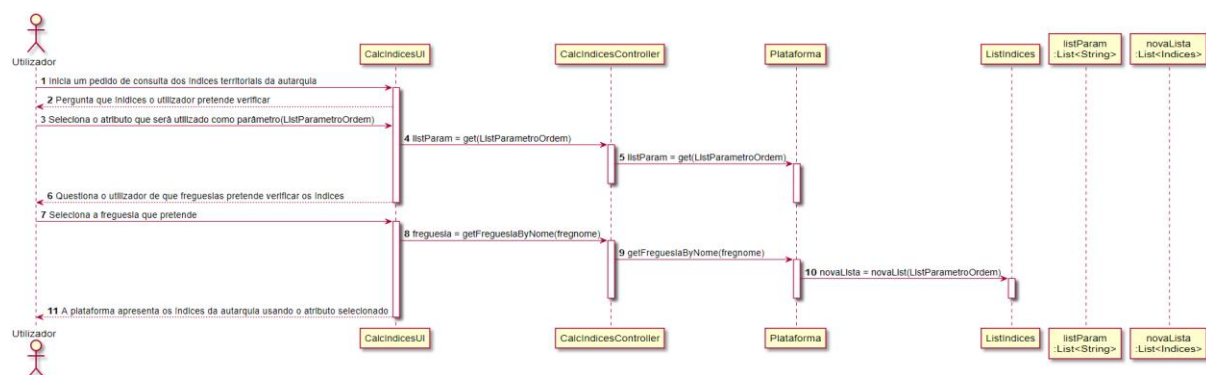 Utilizador
CalcIndicesUI
CalcIndicesController
Plataforma
ListIndices
listParam
:List<String>
novaLista
:List<Indices>
1 Inicia um pedido de consulta dos índices territoriais da autarquia
2 Pergunta que inidices o utilizador pretende verificar
3 Seleciona o atributo que será utilizado como parâmetro(ListParametroOrdem)
4 listParam = get(ListParametroOrdem)
5 listParam = get(ListParametroOrdem)
6 Questiona o utilizador de que freguesias pretende verificar os índices
7 Seleciona a freguesia que pretende
8 freguesia = getFreguesiaByNome(fregnome)
9 getFreguesiaByNome(fregnome)
10 novaLista = novaList(ListParametroOrdem)
11 A plataforma apresenta os índices da autarquia usando o atributo selecionado
Utilizador
CalcIndicesUI
CalcIndicesController
Plataforma
ListIndices
listParam
:List<String>
novaLista
:List<Indices>